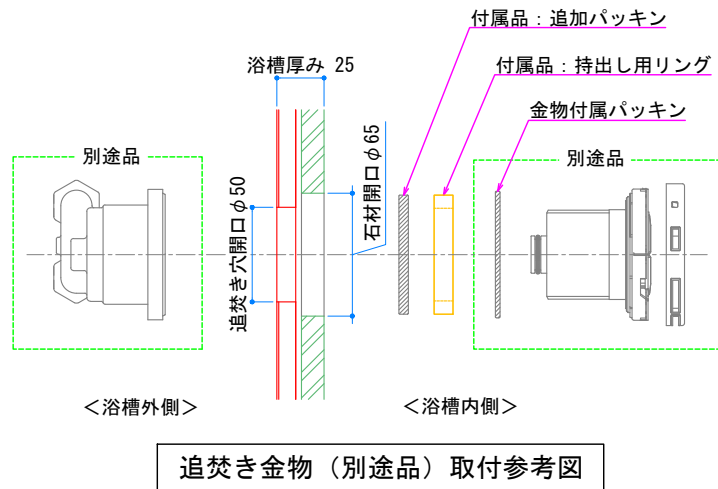 付属品：追加パッキン
浴槽厚み 25
付属品：持出し用リング
金物付属パッキン
別途品
別途品
石材開口φ65
追焚き穴開口φ50
＜浴槽外側＞
＜浴槽内側＞
追焚き金物（別途品）取付参考図